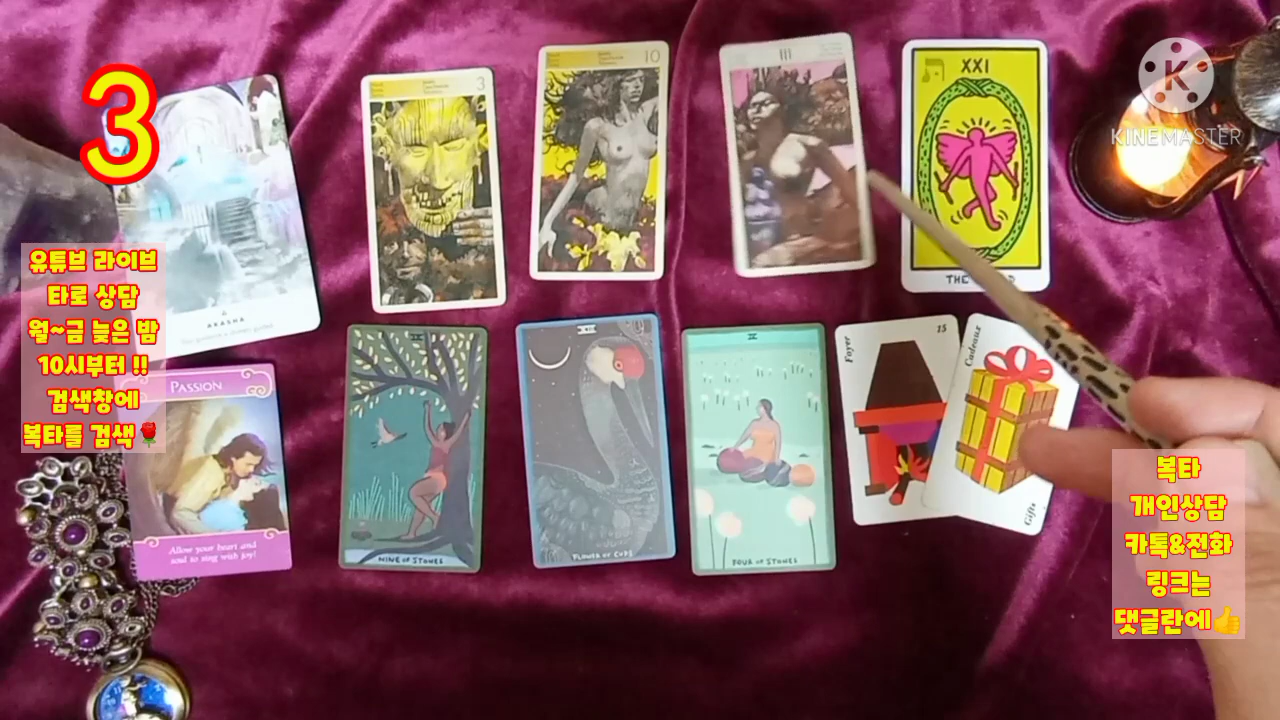 3
유튜브 라이브
타로 상담
월~금 늦은 밤
10시부터 !!
검색창에
복타를 검색🌹
AKASHA
3
10
III
XXI
KINEMASTER
PASSION
Allow your heart and
soul to sing with joy!
NINE OF STONES
FOUR OF STONES
Foyer
15
Cadeaux
Gifts
복타
개인상담
카톡&전화
링크는
댓글란에👍